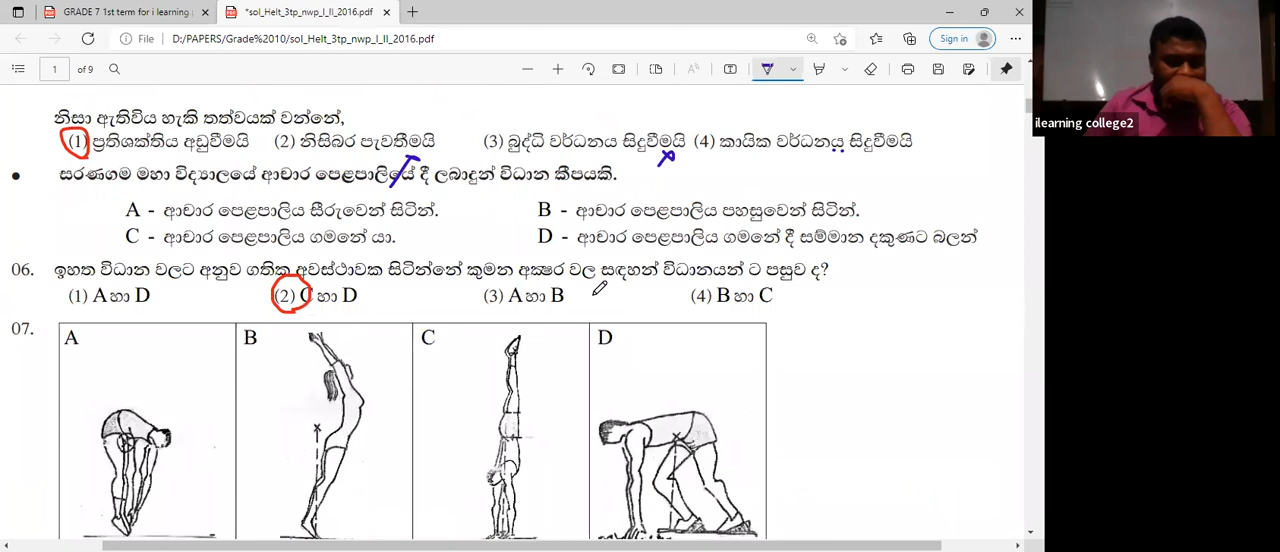 GRADE 7 1st term for i learning
*sol_Helt_3tp_nwp_I_II_2016.pdf
File D:/PAPERS/Grade%2010/sol_Helt_3tp_nwp_I_II_2016.pdf
Sign in
1 of 9
නිසා ඇතිවිය හැකි තත්වයක් වන්නේ,
(1) ප්‍රතිශක්තිය අඩුවීමයි (2) නිසිබර පැවතීමයි (3) බුද්ධි වර්ධනය සිදුවීමයි (4) කායික වර්ධනය සිදුවීමයි
• සරණගම මහා විද්‍යාලයේ ආචාර පෙළපාලියේ දී ලබාදුන් විධාන කීපයකි.
A - ආචාර පෙළපාලිය සීරුවෙන් සිටින්. B - ආචාර පෙළපාලිය පහසුවෙන් සිටින්.
C - ආචාර පෙළපාලිය ගමනේ යා. D - ආචාර පෙළපාලිය ගමනේ දී සම්මාන දකුණට බලන්
06. ඉහත විධාන වලට අනුව ගතික අවස්ථාවක සිටින්නේ කුමන අක්ෂර වල සඳහන් විධානයන් ට පසුව ද?
(1) A හා D (2) C හා D (3) A හා B (4) B හා C
07. A B C D
ilearning college2